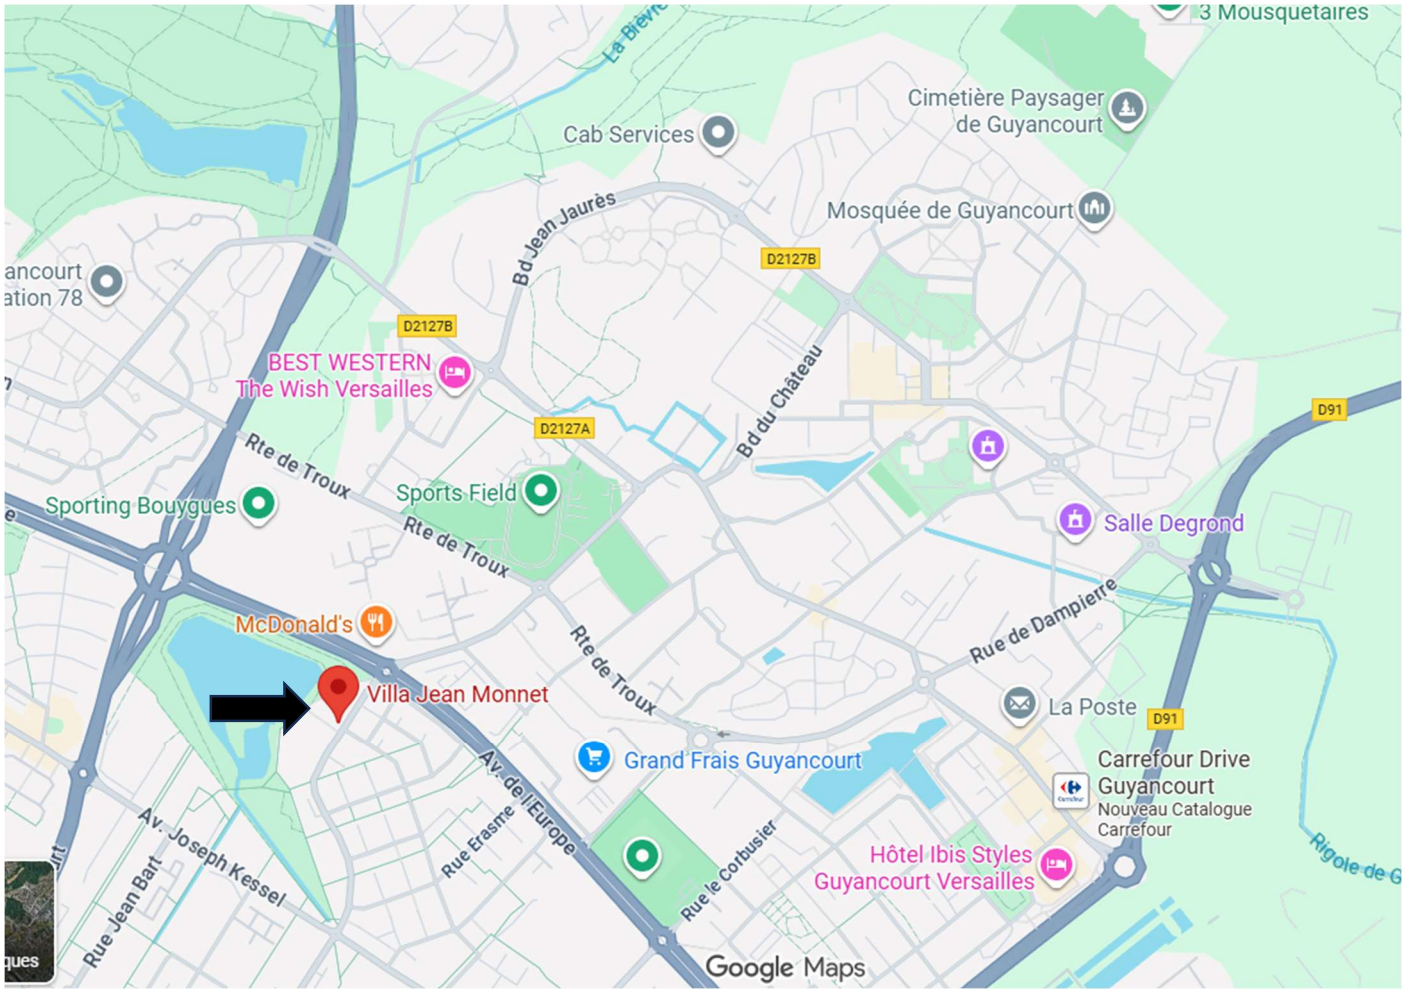 3 Mousquetaires
La Bièvre
Cimetière Paysager
de Guyancourt
Cab Services
Bd Jean Jaurès
Mosquée de Guyancourt
D2127B
ancourt
ation 78
D2127B
BEST WESTERN
The Wish Versailles
Bd du Château
D91
D2127A
Rte de Troux
Sports Field
Sporting Bouygues
Salle Degrond
Rte de Troux
Rue de Dampierre
McDonald's
Rte de Troux
Villa Jean Monnet
La Poste
D91
Grand Frais Guyancourt
Carrefour Drive
Guyancourt
Nouveau Catalogue
Carrefour
Carrefour
Av. de l'Europe
Av. Joseph Kessel
Rue Erasme
Rue le Corbusier
Hôtel Ibis Styles
Guyancourt Versailles
Rigole de G
Rue Jean Bart
ques
Google Maps